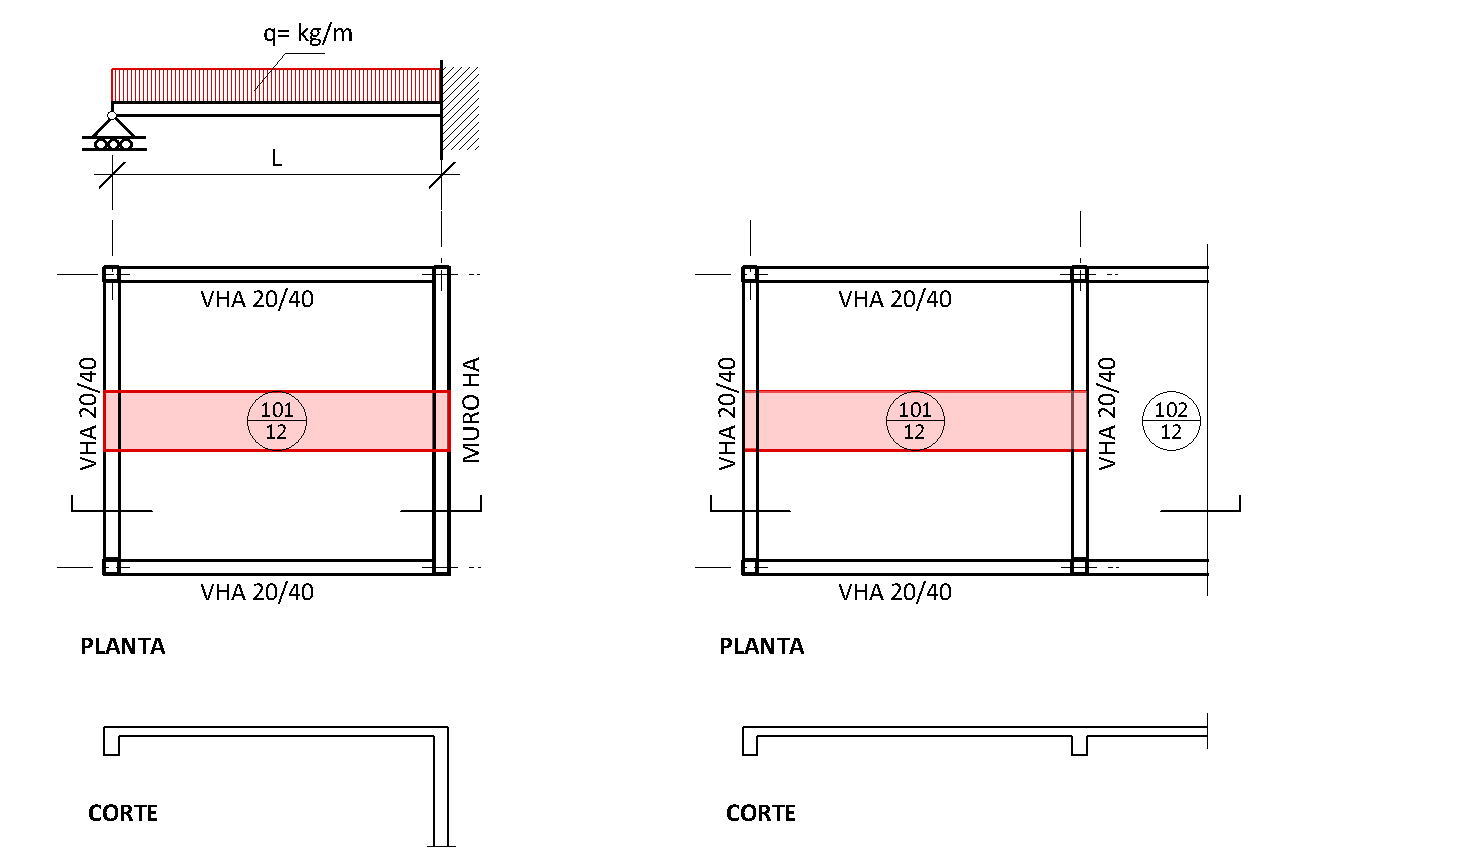 q= kg/m
L
VHA 20/40
VHA 20/40
101
12
MURO HA
VHA 20/40
PLANTA
CORTE
VHA 20/40
VHA 20/40
101
12
VHA 20/40
102
12
VHA 20/40
PLANTA
CORTE